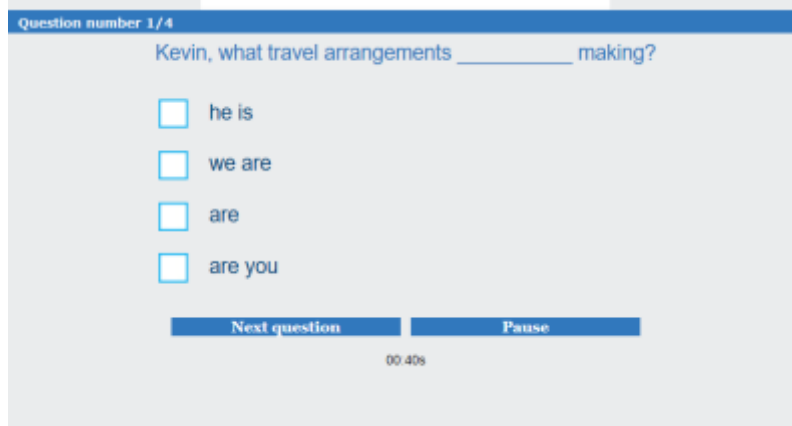 Question number 1/4
Kevin, what travel arrangements __________ making?
he is
we are
are
are you
Next question Pause
00:40s